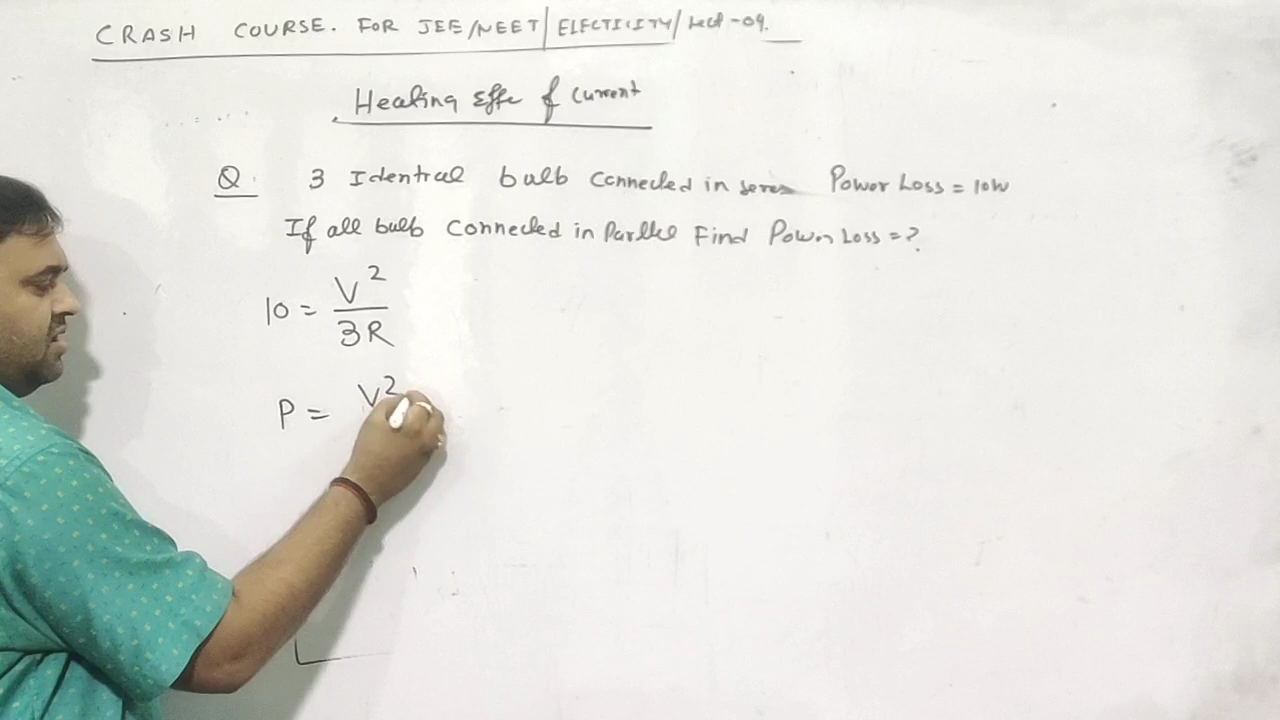 CRASH COURSE. FOR JEE/NEET/ELECTICITY/Lect-09.
Heating Effe of Current
Q. 3 Identical bulb Connected in series Power Loss = 10W
If all bulb Connected in Parllel Find Power Loss = ?
10 = V²/3R
P = V²